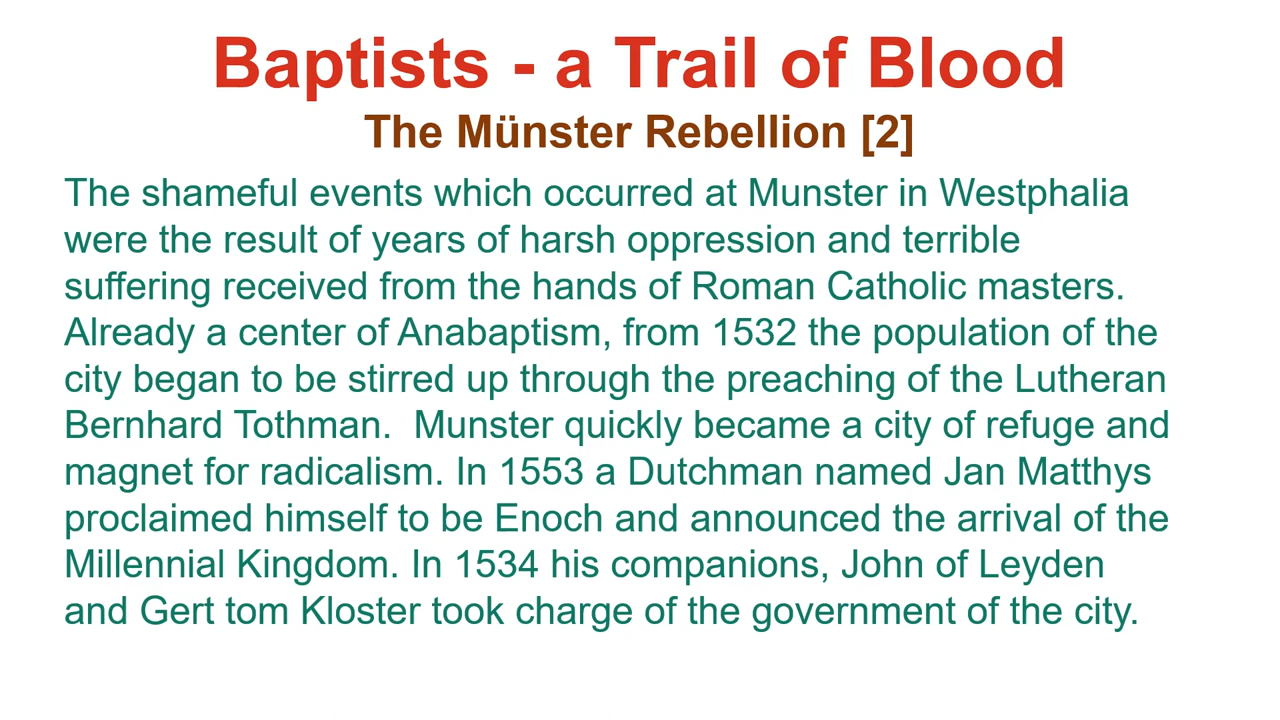 Baptists - a Trail of Blood
The Münster Rebellion [2]
The shameful events which occurred at Munster in Westphalia
were the result of years of harsh oppression and terrible
suffering received from the hands of Roman Catholic masters.
Already a center of Anabaptism, from 1532 the population of the
city began to be stirred up through the preaching of the Lutheran
Bernhard Tothman.  Munster quickly became a city of refuge and
magnet for radicalism. In 1553 a Dutchman named Jan Matthys
proclaimed himself to be Enoch and announced the arrival of the
Millennial Kingdom. In 1534 his companions, John of Leyden
and Gert tom Kloster took charge of the government of the city.